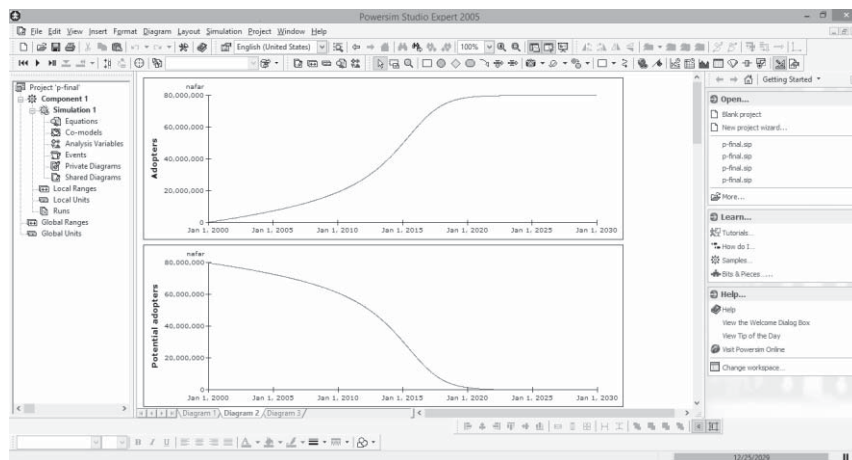 Powersim Studio Expert 2005
File Edit View Insert Format Diagram Layout Simulation Project Window Help
English (United States)
100%
Project 'p-final'
Component 1
Simulation 1
Equations
Co-models
Analysis Variables
Events
Private Diagrams
Shared Diagrams
Local Ranges
Local Units
Runs
Global Ranges
Global Units
nafar
80,000,000
60,000,000
40,000,000
20,000,000
0
Adopters
Jan 1, 2000 Jan 1, 2005 Jan 1, 2010 Jan 1, 2015 Jan 1, 2020 Jan 1, 2025 Jan 1, 2030
nafar
80,000,000
60,000,000
40,000,000
20,000,000
0
Potential adopters
Jan 1, 2000 Jan 1, 2005 Jan 1, 2010 Jan 1, 2015 Jan 1, 2020 Jan 1, 2025 Jan 1, 2030
Diagram 1 Diagram 2 Diagram 3
Getting Started
Open...
Blank project
New project wizard...
p-final.sip
p-final.sip
p-final.sip
p-final.sip
More...
Learn...
Tutorials...
How do I...
Samples...
Bits & Pieces......
Help...
Help
View the Welcome Dialog Box
View Tip of the Day
Visit Powersim Online
Change workspace...
B I U
12/25/2029